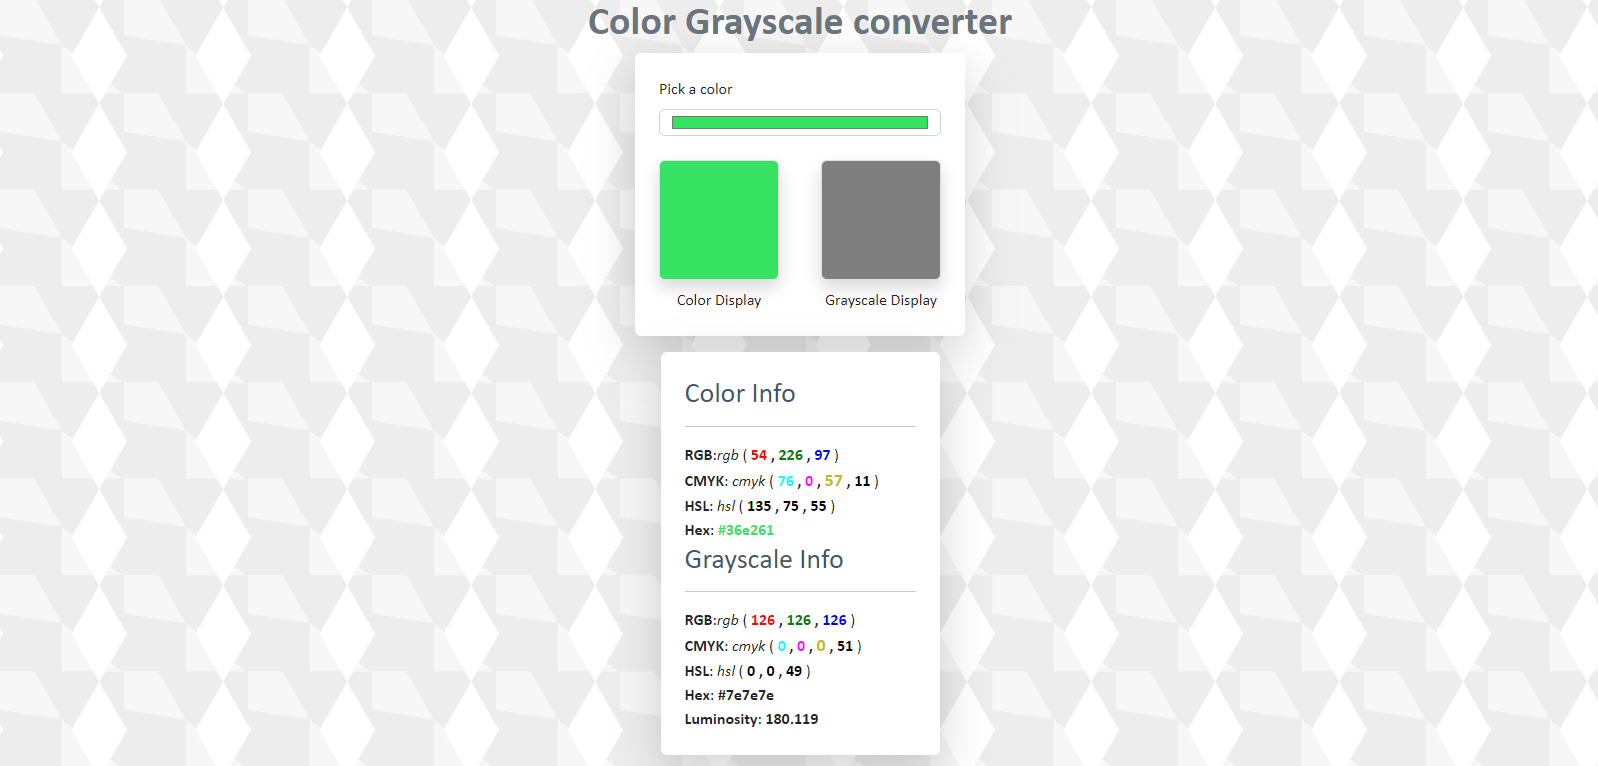 Color Grayscale converter
Pick a color
Color Display
Grayscale Display
Color Info
RGB:rgb ( 54 , 226 , 97 )
CMYK: cmyk ( 76 , 0 , 57 , 11 )
HSL: hsl ( 135 , 75 , 55 )
Hex: #36e261
Grayscale Info
RGB:rgb ( 126 , 126 , 126 )
CMYK: cmyk ( 0 , 0 , 0 , 51 )
HSL: hsl ( 0 , 0 , 49 )
Hex: #7e7e7e
Luminosity: 180.119